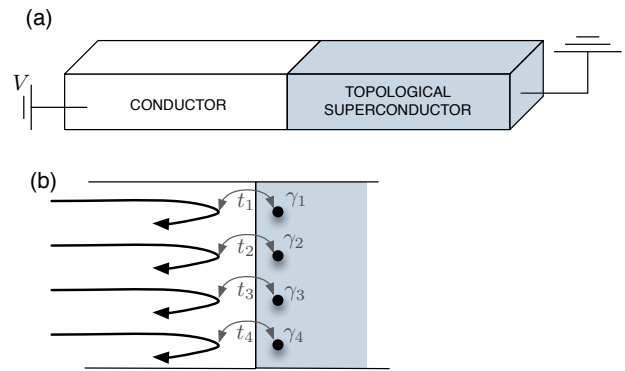 (a)
V
CONDUCTOR
TOPOLOGICAL
SUPERCONDUCTOR
(b)
t₁ γ₁
t₂ γ₂
t₃ γ₃
t₄ γ₄